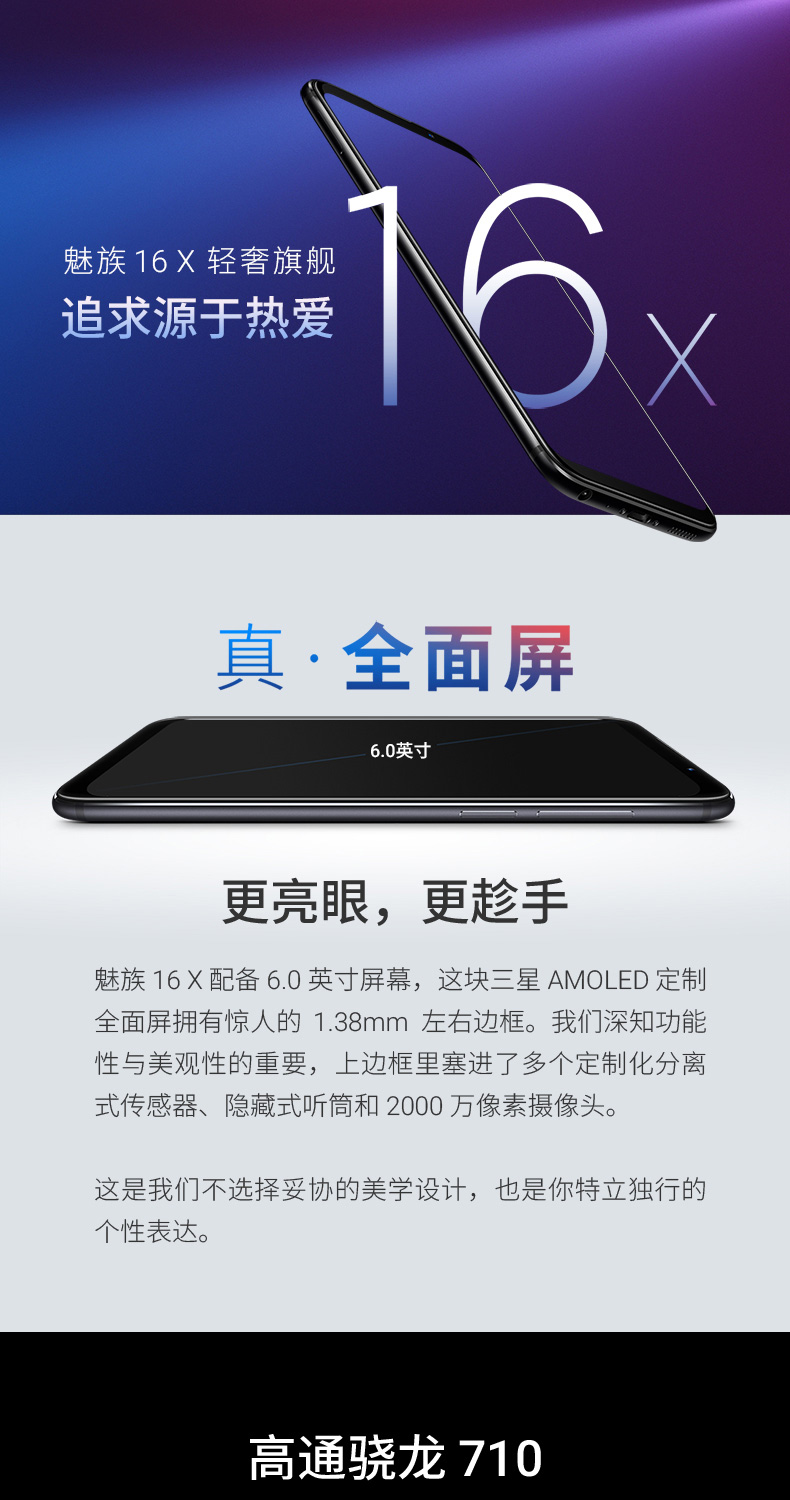 魅族 16 X 轻奢旗舰
追求源于热爱
16 X
真·全面屏
6.0英寸
更亮眼，更趁手
魅族 16 X 配备 6.0 英寸屏幕，这块三星 AMOLED 定制
全面屏拥有惊人的 1.38mm 左右边框。我们深知功能
性与美观性的重要，上边框里塞进了多个定制化分离
式传感器、隐藏式听筒和 2000 万像素摄像头。
这是我们不选择妥协的美学设计，也是你特立独行的
个性表达。
高通骁龙 710